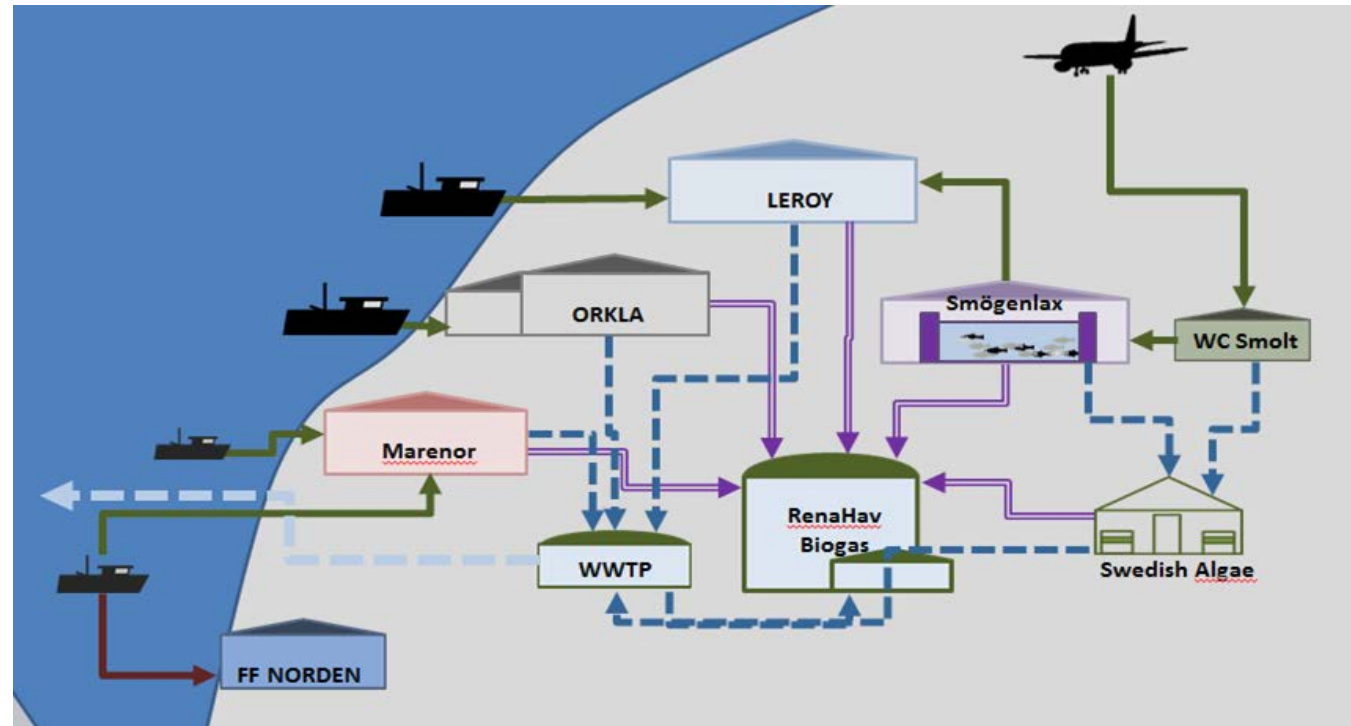 LEROY
Smögenlax
ORKLA
WC Smolt
Marenor
RenaHav
Biogas
WWTP
Swedish Algae
FF NORDEN